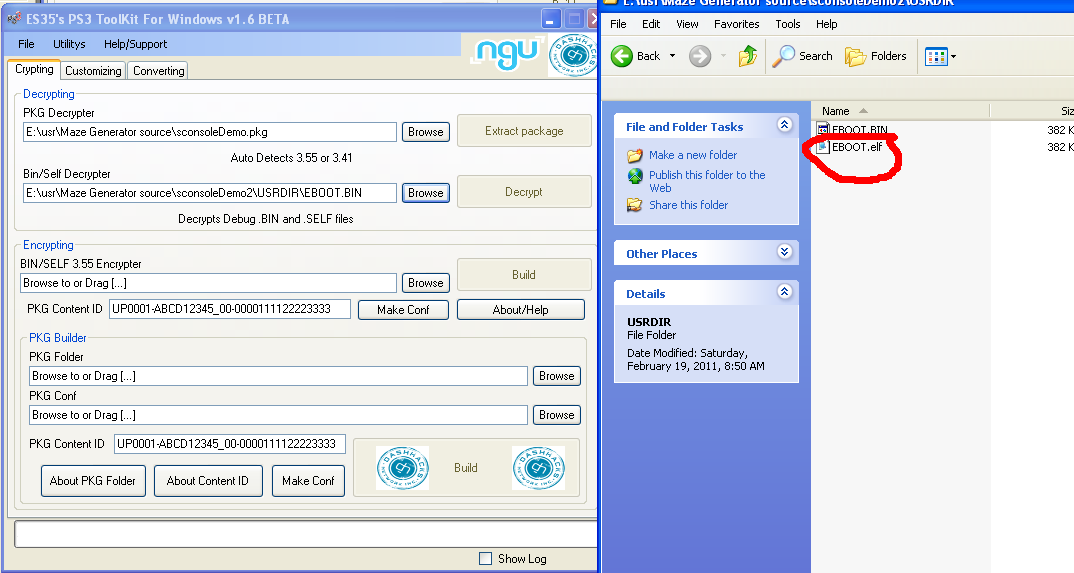 ES35's PS3 ToolKit For Windows v1.6 BETA
File Utilitys Help/Support
ngu
DASHHACKS
Crypting Customizing Converting
Decrypting
PKG Decrypter
E:\usr\Maze Generator source\sconsoleDemo.pkg Browse Extract package
Auto Detects 3.55 or 3.41
Bin/Self Decrypter
E:\usr\Maze Generator source\sconsoleDemo2\USRDIR\EBOOT.BIN Browse Decrypt
Decrypts Debug .BIN and .SELF files
Encrypting
BIN/SELF 3.55 Encrypter
Browse to or Drag [...] Browse Build
PKG Content ID UP0001-ABCD12345_00-0000111122223333 Make Conf About/Help
PKG Builder
PKG Folder
Browse to or Drag [...] Browse
PKG Conf
Browse to or Drag [...] Browse
PKG Content ID UP0001-ABCD12345_00-0000111122223333
About PKG Folder About Content ID Make Conf
DASHHACKS Build DASHHACKS
Show Log
E:\usr\Maze Generator source\sconsoleDemo2\USRDIR
File Edit View Favorites Tools Help
Back Search Folders
File and Folder Tasks
Make a new folder
Publish this folder to the
Web
Share this folder
Other Places
Details
USRDIR
File Folder
Date Modified: Saturday,
February 19, 2011, 8:50 AM
Name
EBOOT.BIN 382 K
EBOOT.elf 382 K